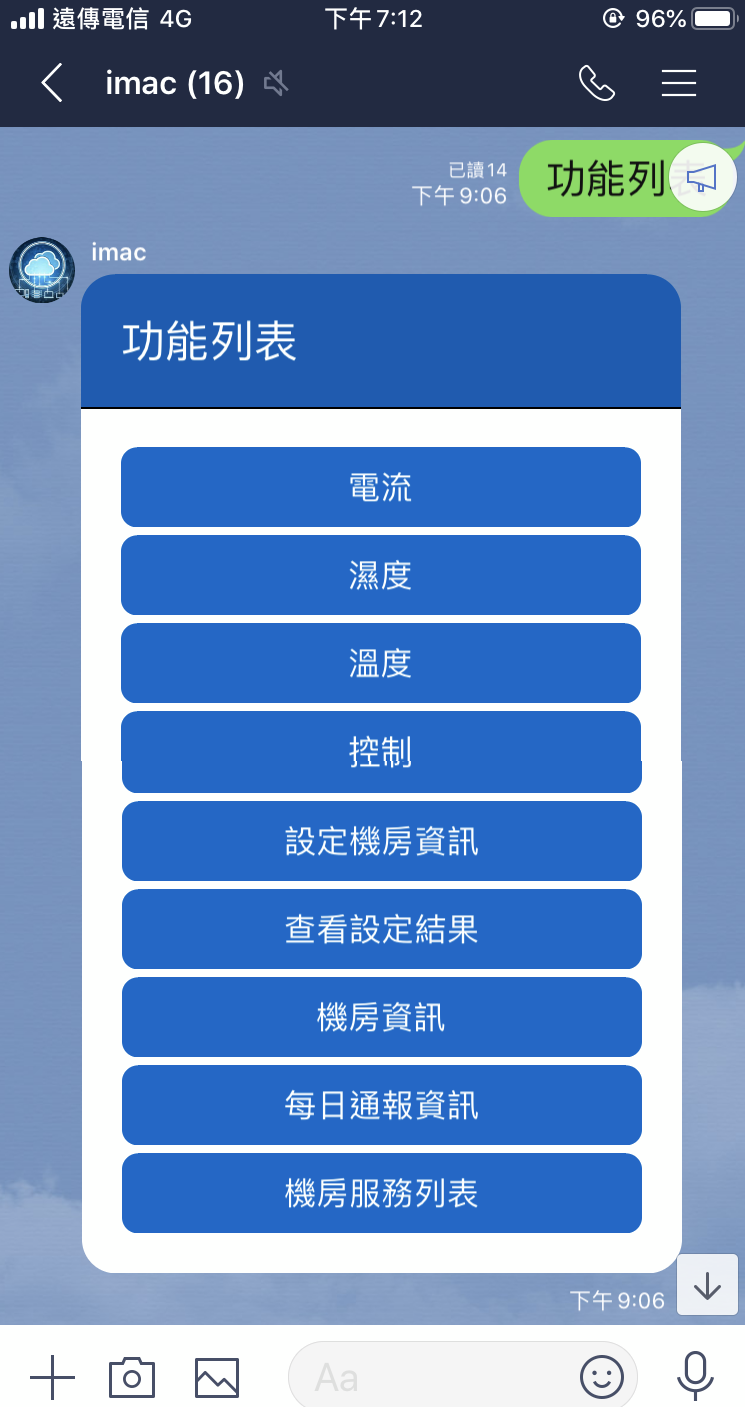 遠傳電信 4G 下午7:12 96%
imac (16)
已讀14
下午 9:06
功能列表
imac
功能列表
電流
濕度
溫度
控制
設定機房資訊
查看設定結果
機房資訊
每日通報資訊
機房服務列表
下午 9:06
Aa